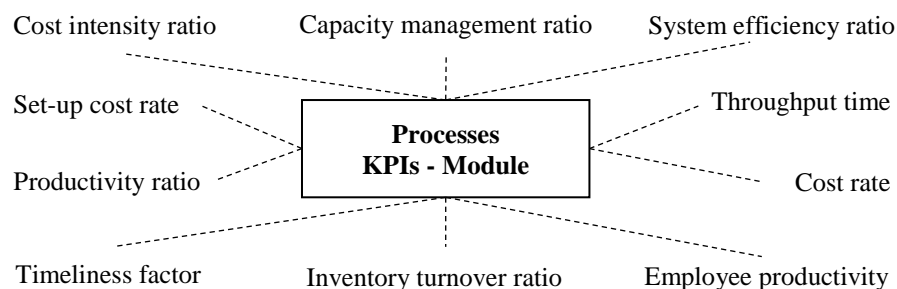 Cost intensity ratio
Capacity management ratio
System efficiency ratio
Set-up cost rate
Throughput time
Processes
KPIs - Module
Productivity ratio
Cost rate
Timeliness factor
Inventory turnover ratio
Employee productivity